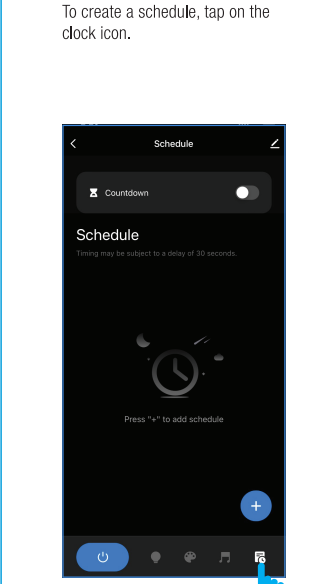 To create a schedule, tap on the
clock icon.
Schedule
Countdown
Schedule
Timing may be subject to a delay of 30 seconds.
Press "+" to add schedule